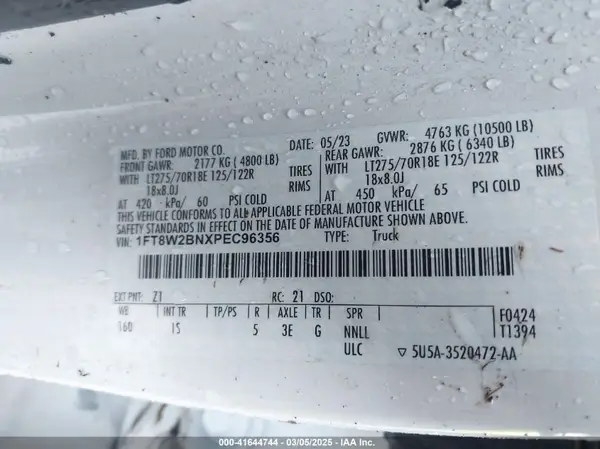 MFD. BY FORD MOTOR CO.
DATE: 05/23 GVWR: 4763 KG (10500 LB)
FRONT GAWR: 2177 KG ( 4800 LB) REAR GAWR: 2876 KG ( 6340 LB)
WITH LT275/70R18E 125/122R TIRES WITH LT275/70R18E 125/122R TIRES
18x8.0J RIMS 18x8.0J RIMS
AT 420 kPa/ 60 PSI COLD AT 450 kPa/ 65 PSI COLD
THIS VEHICLE CONFORMS TO ALL APPLICABLE FEDERAL MOTOR VEHICLE
SAFETY STANDARDS IN EFFECT ON THE DATE OF MANUFACTURE SHOWN ABOVE.
VIN: 1FT8W2BNXPEC96356 TYPE: Truck
EXT PNT: Z1 RC: 21 DSO:
WB INT TR TP/PS R AXLE TR SPR F0424
160 1S 5 3E G NNLL T1394
ULC ▽ 5U5A-3520472-AA
00000-41644744 — 03/05/2025 — IAA Inc.